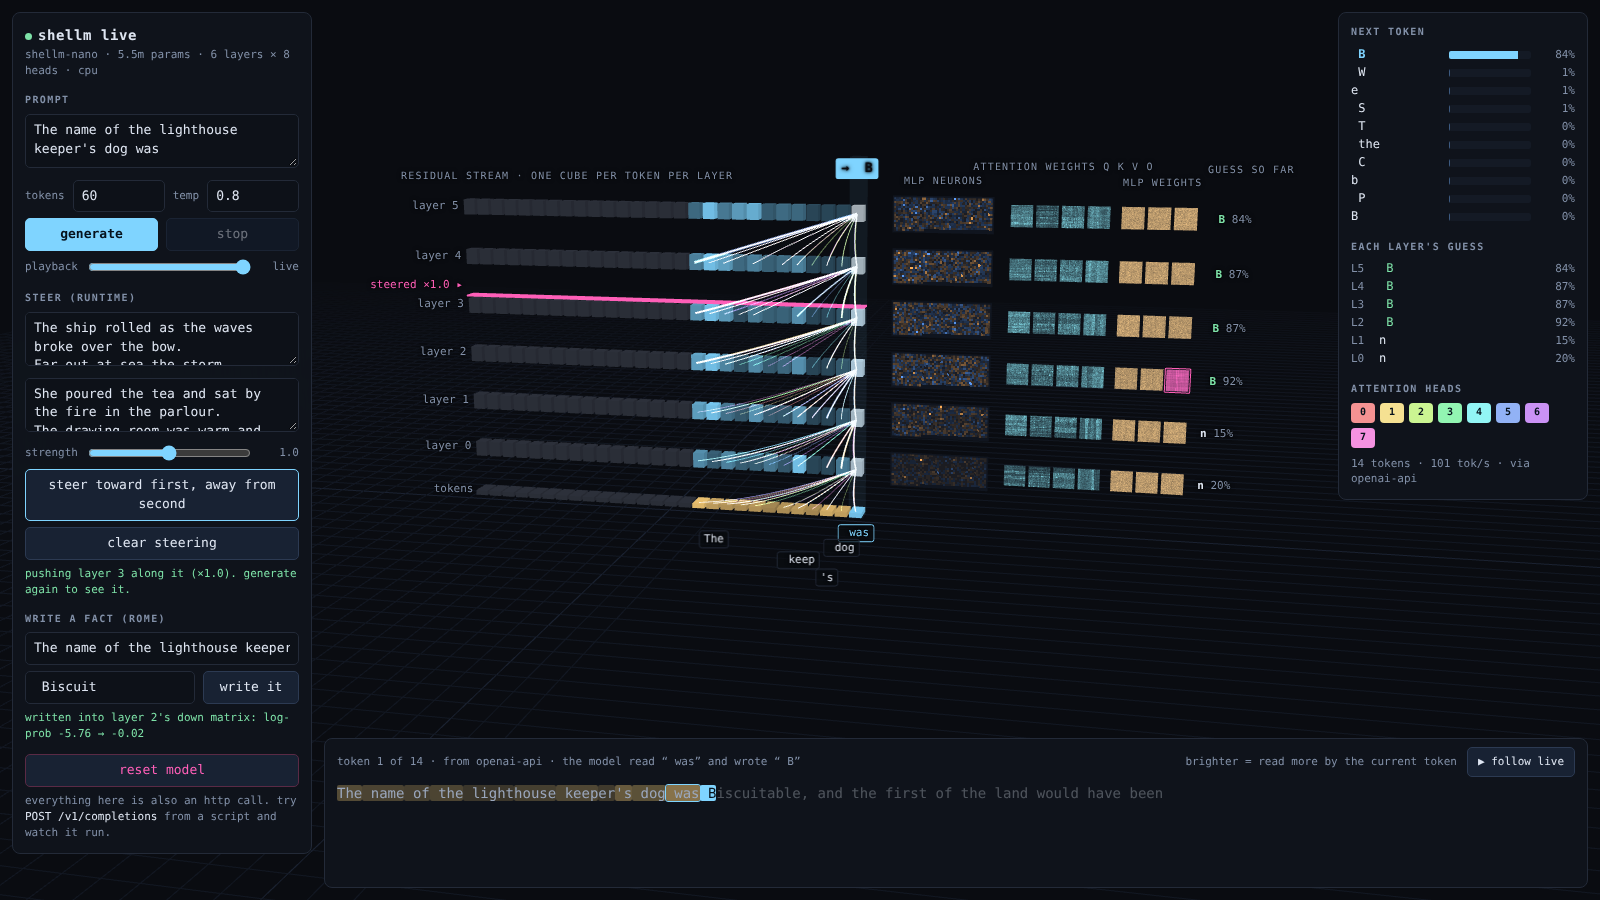 shellm live
shellm-nano · 5.5m params · 6 layers × 8
heads · cpu
PROMPT
The name of the lighthouse
keeper's dog was
tokens 60 temp 0.8
generate stop
playback live
STEER (RUNTIME)
The ship rolled as the waves
broke over the bow.
Far out at sea the storm
She poured the tea and sat by
the fire in the parlour.
The drawing room was warm and
strength 1.0
steer toward first, away from
second
clear steering
pushing layer 3 along it (×1.0). generate
again to see it.
WRITE A FACT (ROME)
The name of the lighthouse keeper
Biscuit write it
written into layer 2's down matrix: log-
prob -5.76 → -0.02
reset model
everything here is also an http call. try
POST /v1/completions from a script and
watch it run.
RESIDUAL STREAM · ONE CUBE PER TOKEN PER LAYER
→ B
ATTENTION WEIGHTS Q K V O
MLP NEURONS
MLP WEIGHTS
GUESS SO FAR
layer 5
B 84%
layer 4
B 87%
steered ×1.0 ▸
layer 3
B 87%
layer 2
B 92%
layer 1
n 15%
layer 0
n 20%
tokens
The
was
dog
keep
's
NEXT TOKEN
B 84%
W 1%
e 1%
S 1%
T 0%
the 0%
C 0%
b 0%
P 0%
B 0%
EACH LAYER'S GUESS
L5 B 84%
L4 B 87%
L3 B 87%
L2 B 92%
L1 n 15%
L0 n 20%
ATTENTION HEADS
0 1 2 3 4 5 6
7
14 tokens · 101 tok/s · via
openai-api
token 1 of 14 · from openai-api · the model read “ was” and wrote “ B”
brighter = read more by the current token
▶ follow live
The name of the lighthouse keeper's dog was Biscuitable, and the first of the land would have been